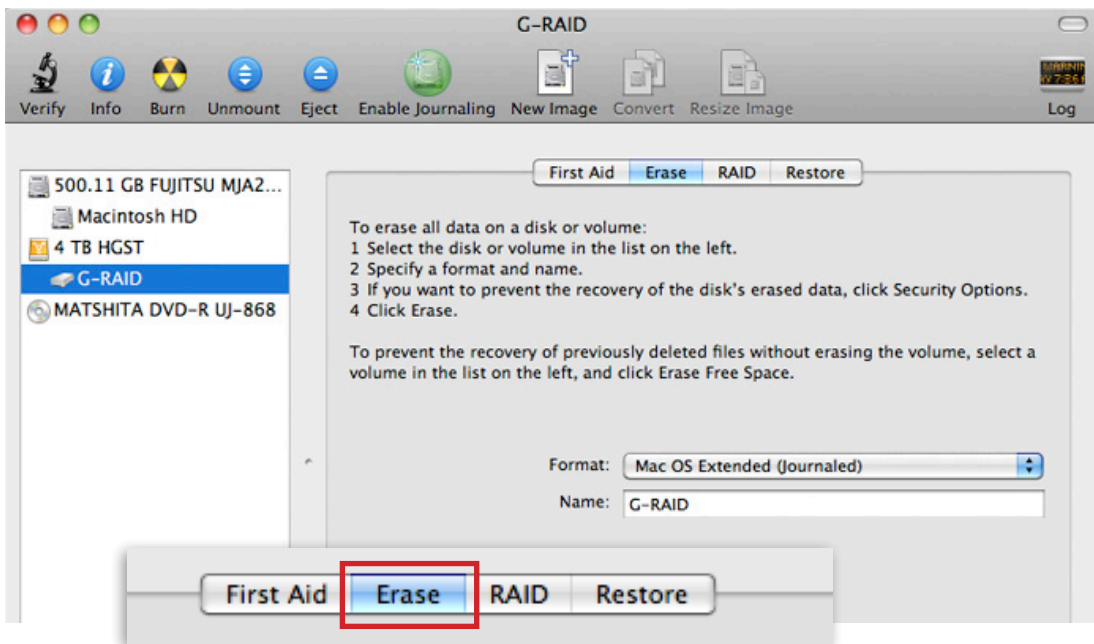 G-RAID
Verify Info Burn Unmount Eject Enable Journaling New Image Convert Resize Image Log
500.11 GB FUJITSU MJA2...
Macintosh HD
4 TB HGST
G-RAID
MATSHITA DVD-R UJ-868
First Aid Erase RAID Restore
To erase all data on a disk or volume:
1 Select the disk or volume in the list on the left.
2 Specify a format and name.
3 If you want to prevent the recovery of the disk's erased data, click Security Options.
4 Click Erase.
To prevent the recovery of previously deleted files without erasing the volume, select a
volume in the list on the left, and click Erase Free Space.
Format: Mac OS Extended (Journaled)
Name: G-RAID
First Aid Erase RAID Restore